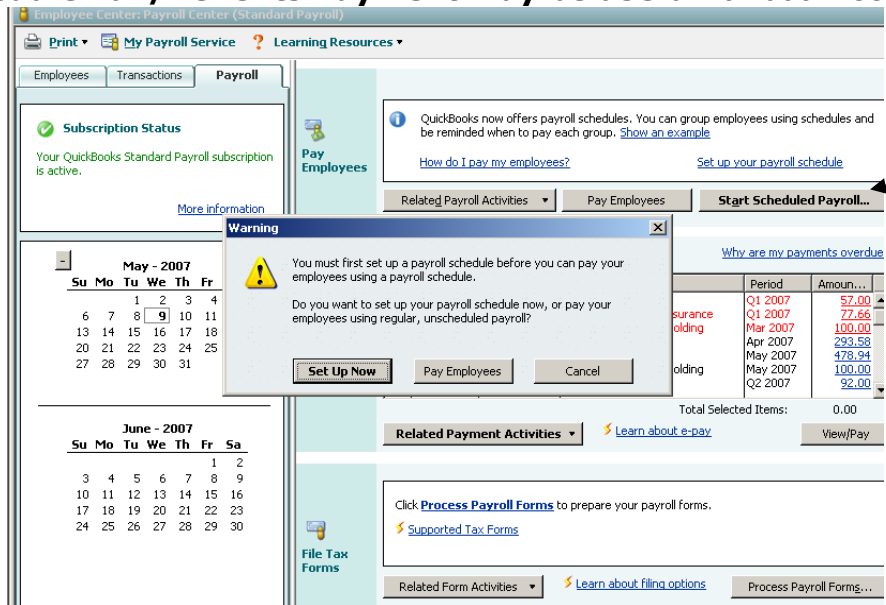 Employee Center: Payroll Center (Standard Payroll)
Print My Payroll Service ? Learning Resources
Employees Transactions Payroll
Subscription Status
Your QuickBooks Standard Payroll subscription
is active.
More information
Pay
Employees
QuickBooks now offers payroll schedules. You can group employees using schedules and
be reminded when to pay each group. Show an example
How do I pay my employees? Set up your payroll schedule
Related Payroll Activities Pay Employees Start Scheduled Payroll...
Warning
You must first set up a payroll schedule before you can pay your
employees using a payroll schedule.
Do you want to set up your payroll schedule now, or pay your
employees using regular, unscheduled payroll?
Set Up Now Pay Employees Cancel
Why are my payments overdue
Period Amoun...
Q1 2007 57.00
surance Q1 2007 77.66
olding Mar 2007 100.00
Apr 2007 293.58
May 2007 478.94
olding May 2007 100.00
Q2 2007 92.00
Total Selected Items: 0.00
Related Payment Activities Learn about e-pay View/Pay
- May - 2007
Su Mo Tu We Th Fr
1 2 3 4
6 7 8 9 10 11
13 14 15 16 17 18
20 21 22 23 24 25
27 28 29 30 31
June - 2007
Su Mo Tu We Th Fr Sa
1 2
3 4 5 6 7 8 9
10 11 12 13 14 15 16
17 18 19 20 21 22 23
24 25 26 27 28 29 30
File Tax
Forms
Click Process Payroll Forms to prepare your payroll forms.
Supported Tax Forms
Related Form Activities Learn about filing options Process Payroll Forms...